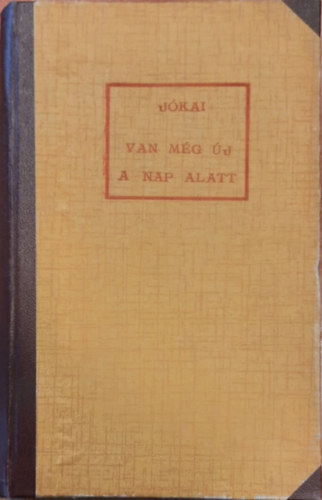 JÓKAI
VAN MÉG ÚJ
A NAP ALATT